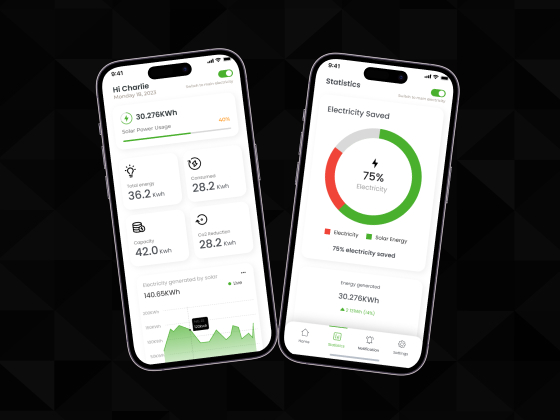 9:41
Hi Charlie
Monday 18, 2023
Switch to main electricity
30.276KWh
Solar Power Usage
40%
Total energy
36.2 Kwh
Consumed
28.2 Kwh
Capacity
42.0 Kwh
Co2 Reduction
28.2 Kwh
Electricity generated by solar
140.65KWh
Live
9:41
Statistics
Switch to main electricity
Electricity Saved
75%
Electricity
Electricity
Solar Energy
75% electricity saved
Energy generated
30.276KWh
Home
Statistics
Notification
Settings